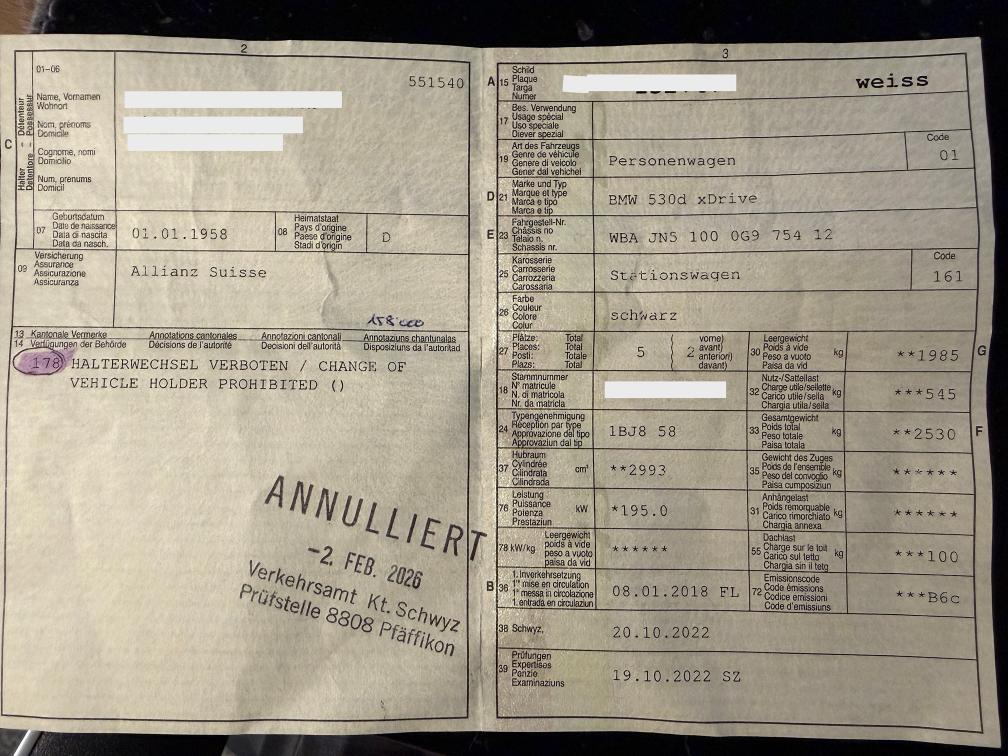 2
01-06
551540
Halter Détenteur
Detentore Possessur
C
Name, Vornamen
Wohnort
Nom, prénoms
Domicile
Cognome, nomi
Domicilio
Num, prenums
Domicil
07
Geburtsdatum
Date de naissance
Data di nascita
Data da nasch.
01.01.1958
08
Heimatstaat
Pays d'origine
Paese d'origine
Stadi d'origin
D
09
Versicherung
Assurance
Assicurazione
Assicuranza
Allianz Suisse
158'000
13 Kantonale Vermerke Annotations cantonales Annotazioni cantonali Annotaziuns chantunalas
14 Verfügungen der Behörde Décisions de l'autorité Decisioni dell'autorità Disposiziuns da l'autoritad
178 HALTERWECHSEL VERBOTEN / CHANGE OF
VEHICLE HOLDER PROHIBITED ()
ANNULLIERT
-2. FEB. 2026
Verkehrsamt Kt. Schwyz
Prüfstelle 8808 Pfäffikon
3
A 15
Schild
Plaque
Targa
Numer
weiss
17
Bes. Verwendung
Usage spécial
Uso speciale
Diever spezial
19
Art des Fahrzeugs
Genre de véhicule
Genere di veicolo
Gener dal vehichel
Personenwagen
Code
01
D 21
Marke und Typ
Marque et type
Marca e tipo
Marca e tip
BMW 530d xDrive
E 23
Fahrgestell-Nr.
Châssis no
Telaio n.
Schassis nr.
WBA JN5 100 0G9 754 12
25
Karosserie
Carrosserie
Carrozzeria
Carossaria
Stationswagen
Code
161
26
Farbe
Couleur
Colore
Colur
schwarz
27
Plätze: Total
Places: Total
Posti: Totale
Plazs: Total
5 ( 2
vorne)
avant)
anteriori)
davant)
30
Leergewicht
Poids à vide
Peso a vuoto
Paisa da vid
kg
**1985
G
18
Stammnummer
N° matricule
N. di matricola
Nr. da matricla
32
Nutz-/Sattellast
Charge utile/sellette
Carico utile/sella
Chargia utila/sella
kg
***545
24
Typengenehmigung
Réception par type
Approvazione del tipo
Approvaziun dal tip
1BJ8 58
33
Gesamtgewicht
Poids total
Peso totale
Paisa totala
kg
**2530
F
37
Hubraum
Cylindrée
Cilindrata
Cilindrada
cm³
**2993
35
Gewicht des Zuges
Poids de l'ensemble
Peso del convoglio
Paisa cumposiziun
kg
******
76
Leistung
Puissance
Potenza
Prestaziun
kW
*195.0
31
Anhängelast
Poids remorquable
Carico rimorchiato
Chargia annexa
kg
******
78 kW/kg
Leergewicht
poids à vide
peso a vuoto
paisa da vid
******
55
Dachlast
Charge sur le toit
Carico sul tetto
Chargia sin il tetg
kg
***100
B 36
1. Inverkehrsetzung
1re mise en circulation
1a messa in circolazione
1. entrada en circulaziun
08.01.2018 FL
72
Emissionscode
Code émissions
Codice emissioni
Code d'emissiuns
***B6c
38 Schwyz,
20.10.2022
39
Prüfungen
Expertises
Perizie
Examinaziuns
19.10.2022 SZ